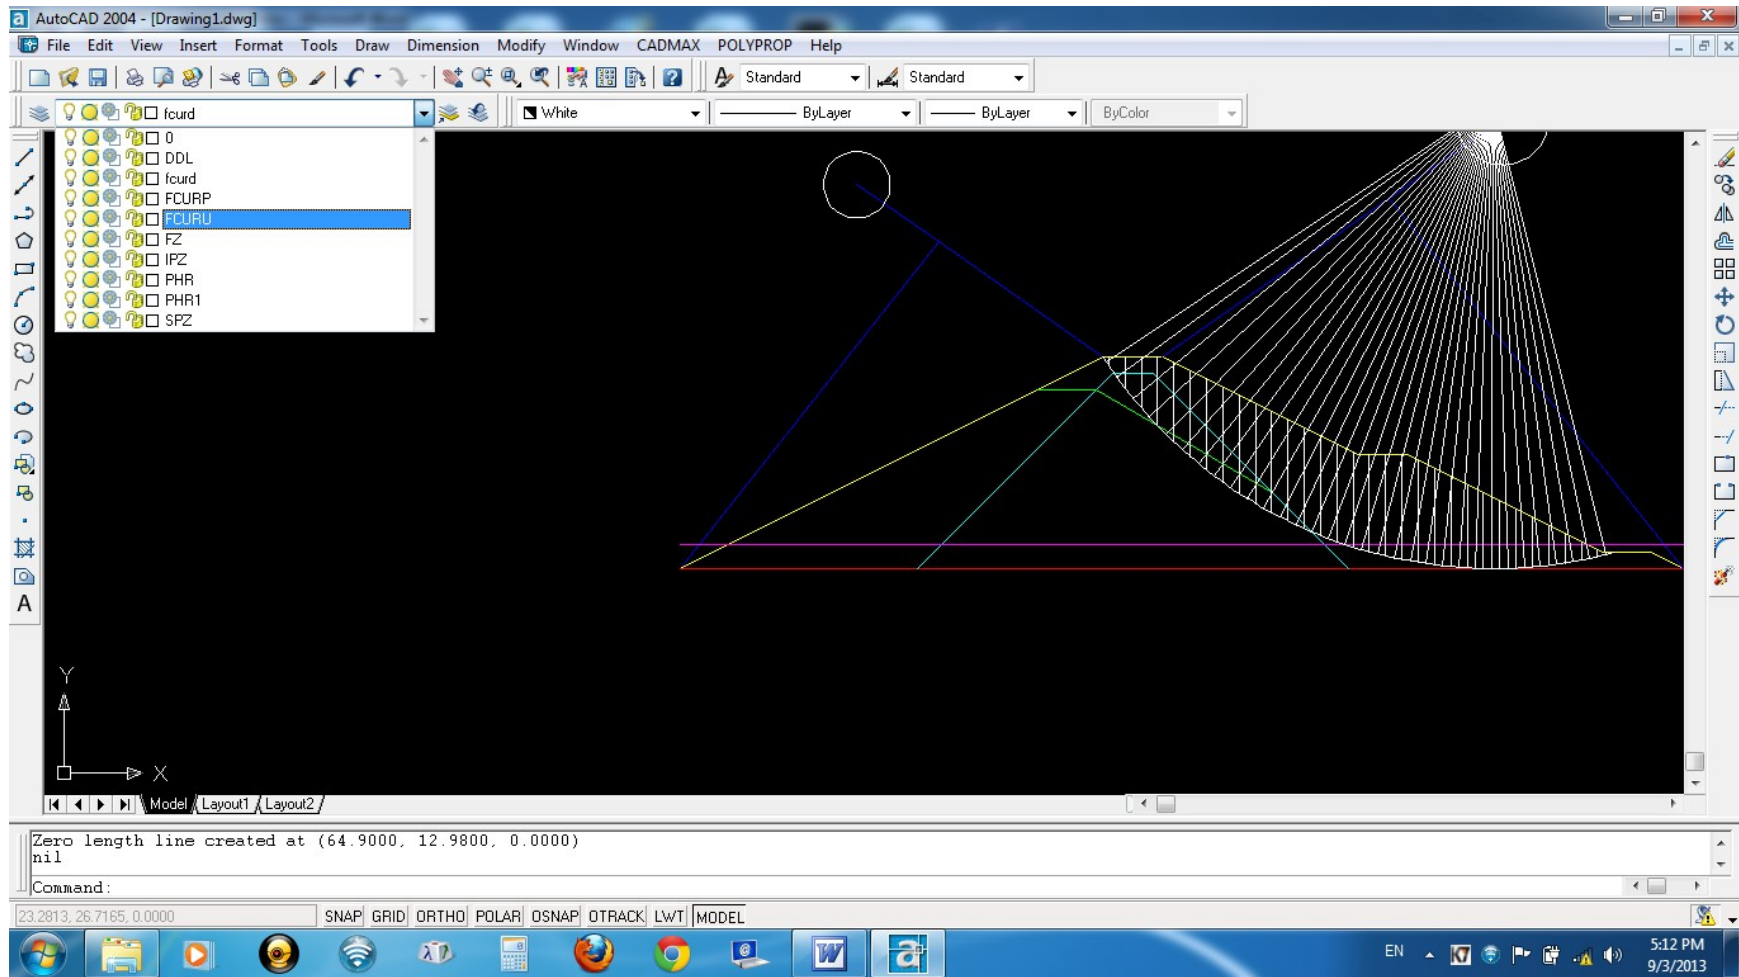 AutoCAD 2004 - [Drawing1.dwg]
File Edit View Insert Format Tools Draw Dimension Modify Window CADMAX POLYPROP Help
Standard Standard
fcurd White ByLayer ByLayer ByColor
0
DDL
fcurd
FCURP
FCURU
FZ
IPZ
PHR
PHR1
SPZ
A
Y
X
Model Layout1 Layout2
Zero length line created at (64.9000, 12.9800, 0.0000)
nil
Command:
23.2813, 26.7165, 0.0000 SNAP GRID ORTHO POLAR OSNAP OTRACK LWT MODEL
EN 5:12 PM
9/3/2013